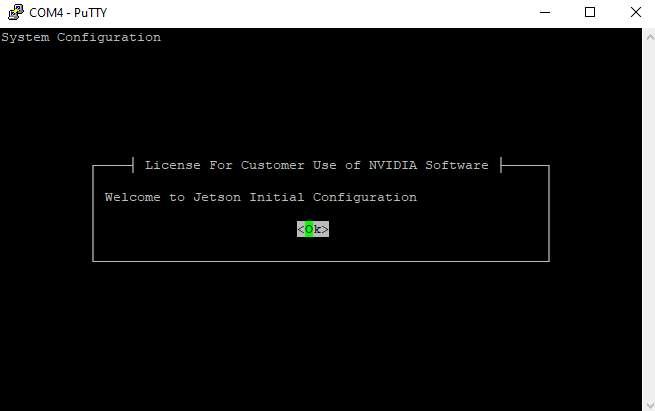 COM4 - PuTTY
System Configuration
License For Customer Use of NVIDIA Software
Welcome to Jetson Initial Configuration
<Ok>